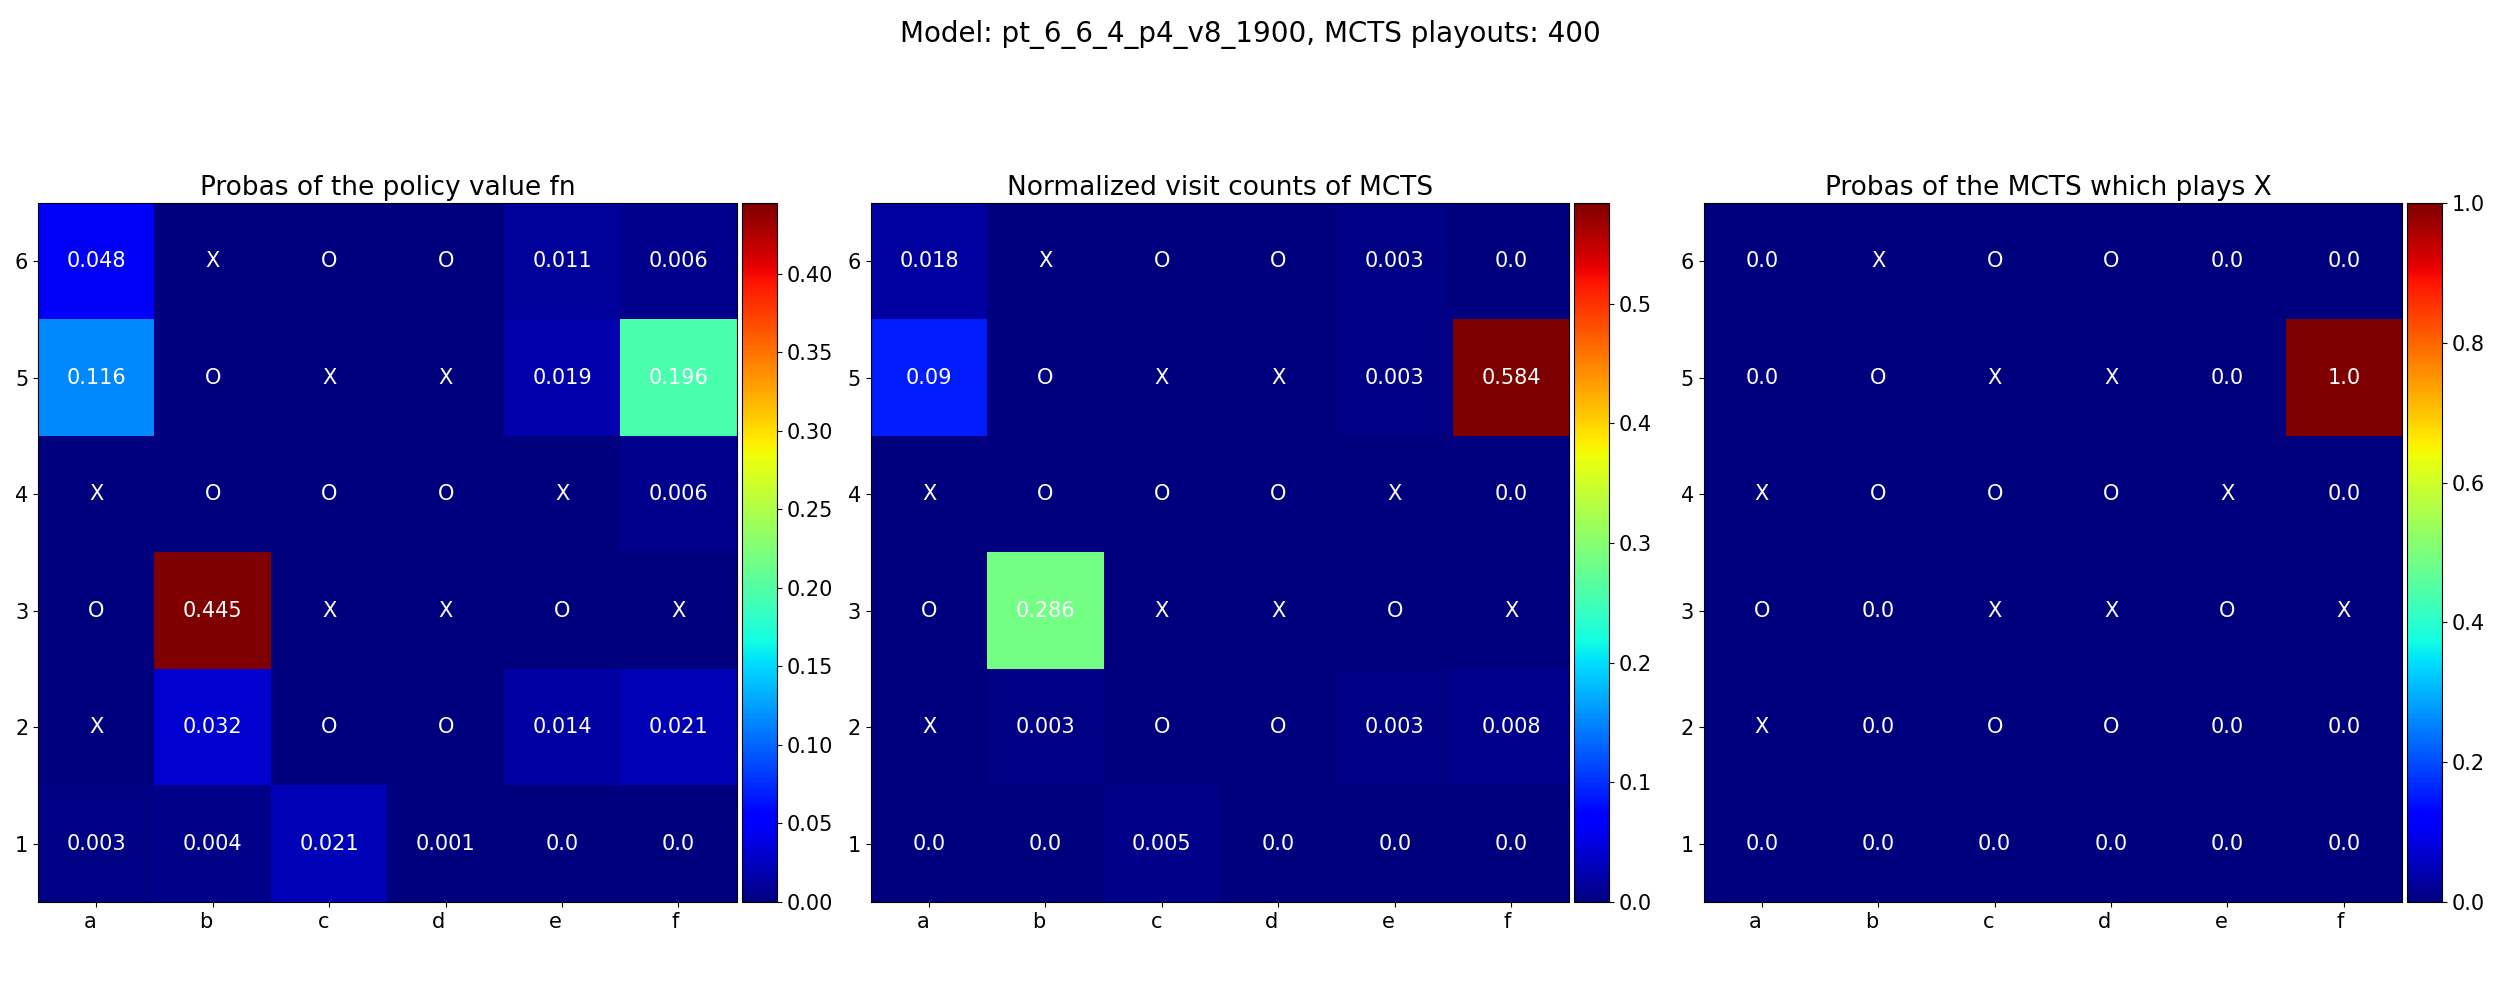 Model: pt_6_6_4_p4_v8_1900, MCTS playouts: 400
Probas of the policy value fn
6 0.048 X O O 0.011 0.006
5 0.116 O X X 0.019 0.196
4 X O O O X 0.006
3 O 0.445 X X O X
2 X 0.032 O O 0.014 0.021
1 0.003 0.004 0.021 0.001 0.0 0.0
a b c d e f
0.40
0.35
0.30
0.25
0.20
0.15
0.10
0.05
0.00
Normalized visit counts of MCTS
6 0.018 X O O 0.003 0.0
5 0.09 O X X 0.003 0.584
4 X O O O X 0.0
3 O 0.286 X X O X
2 X 0.003 O O 0.003 0.008
1 0.0 0.0 0.005 0.0 0.0 0.0
a b c d e f
0.5
0.4
0.3
0.2
0.1
0.0
Probas of the MCTS which plays X
6 0.0 X O O 0.0 0.0
5 0.0 O X X 0.0 1.0
4 X O O O X 0.0
3 O 0.0 X X O X
2 X 0.0 O O 0.0 0.0
1 0.0 0.0 0.0 0.0 0.0 0.0
a b c d e f
1.0
0.8
0.6
0.4
0.2
0.0